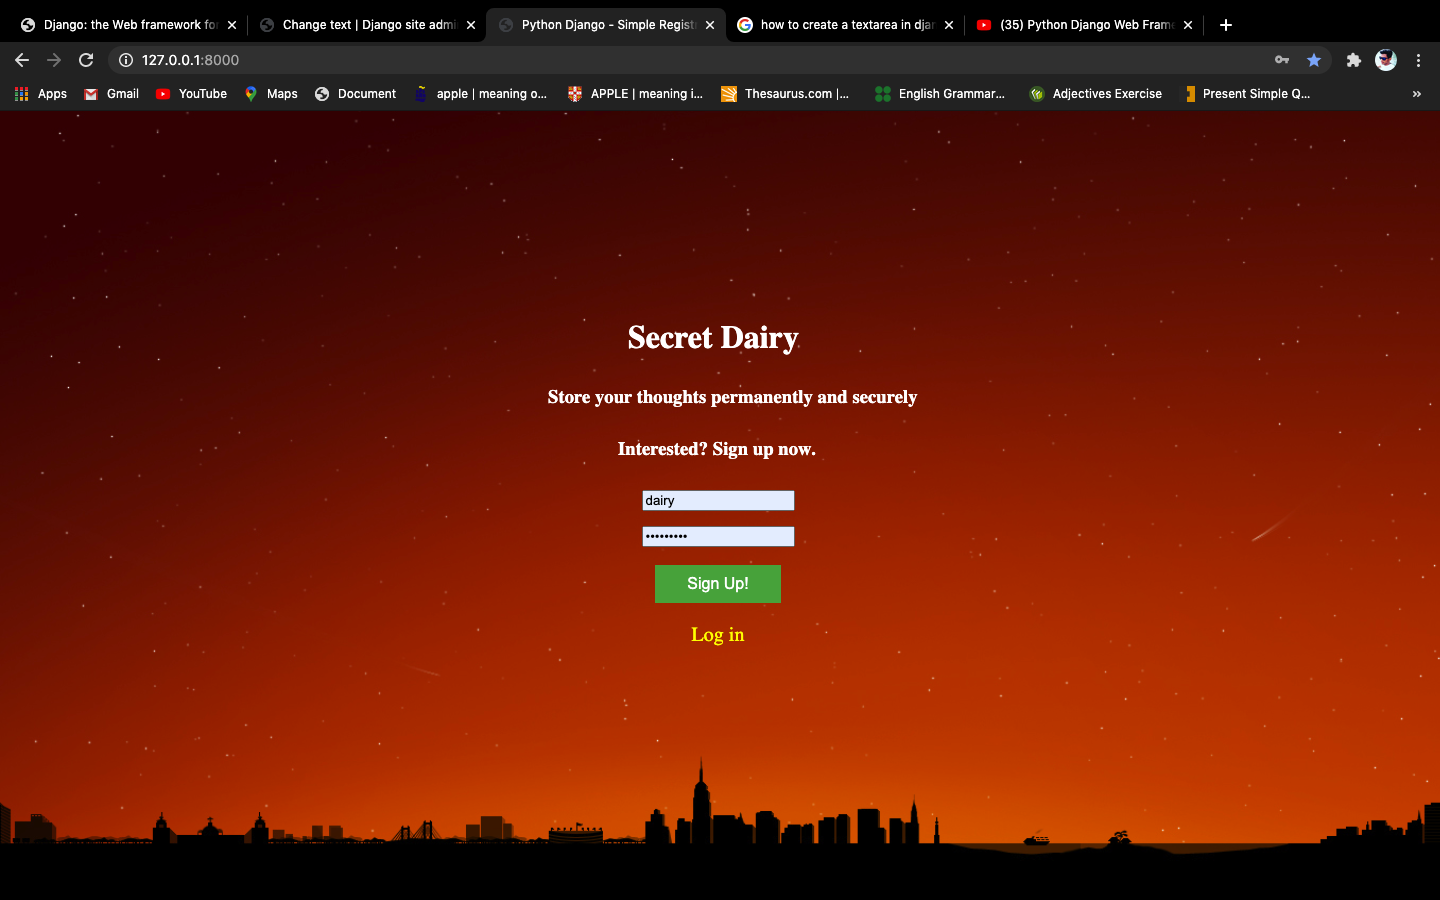 Django: the Web framework fo
Change text | Django site admi
Python Django - Simple Regist
how to create a textarea in djar
(35) Python Django Web Fram
127.0.0.1:8000
Apps
Gmail
YouTube
Maps
Document
apple | meaning o...
APPLE | meaning i...
Thesaurus.com |...
English Grammar...
Adjectives Exercise
Present Simple Q...
»
Secret Dairy
Store your thoughts permanently and securely
Interested? Sign up now.
dairy
•••••••••
Sign Up!
Log in